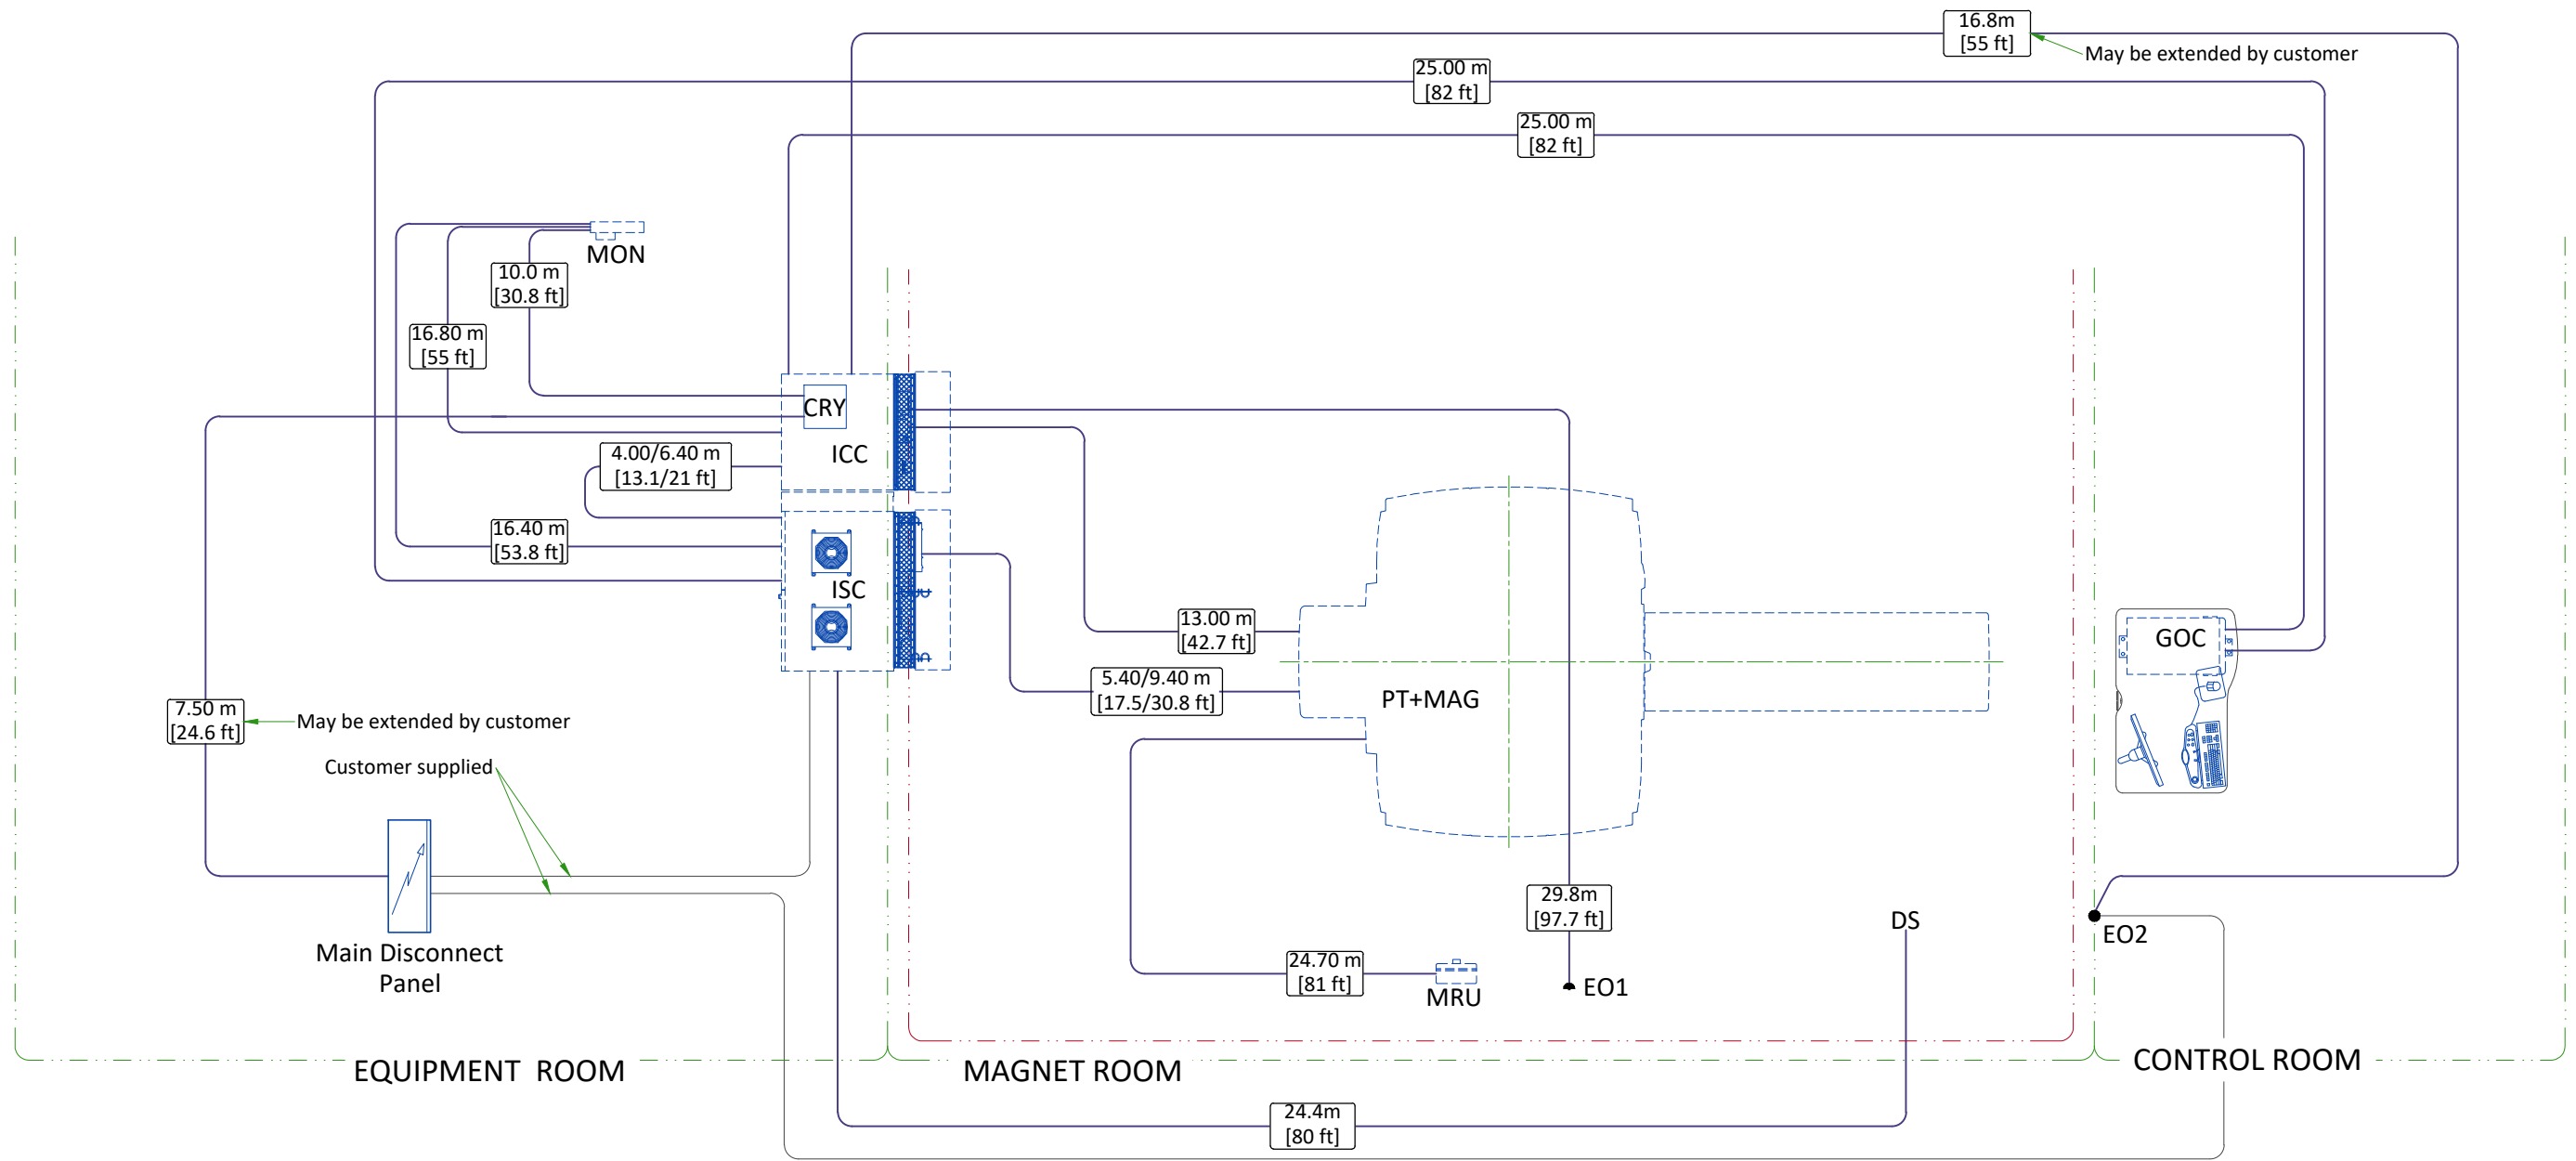 16.8m
[55 ft]
May be extended by customer
25.00 m
[82 ft]
25.00 m
[82 ft]
MON
10.0 m
[30.8 ft]
16.80 m
[55 ft]
CRY
ICC
4.00/6.40 m
[13.1/21 ft]
16.40 m
[53.8 ft]
ISC
13.00 m
[42.7 ft]
5.40/9.40 m
[17.5/30.8 ft]
PT+MAG
GOC
7.50 m
[24.6 ft]
May be extended by customer
Customer supplied
Main Disconnect
Panel
29.8m
[97.7 ft]
DS
EO2
24.70 m
[81 ft]
MRU
EO1
EQUIPMENT ROOM
MAGNET ROOM
CONTROL ROOM
24.4m
[80 ft]